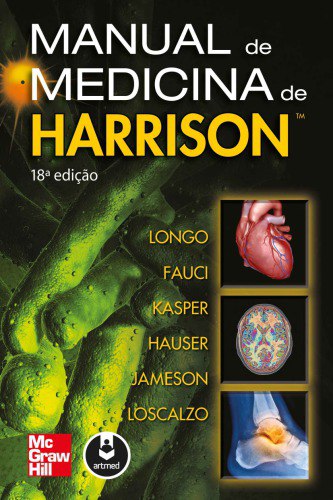 MANUAL de
MEDICINA de
HARRISON™
18ª edição
LONGO
FAUCI
KASPER
HAUSER
JAMESON
LOSCALZO
Mc
Graw
Hill
artmed